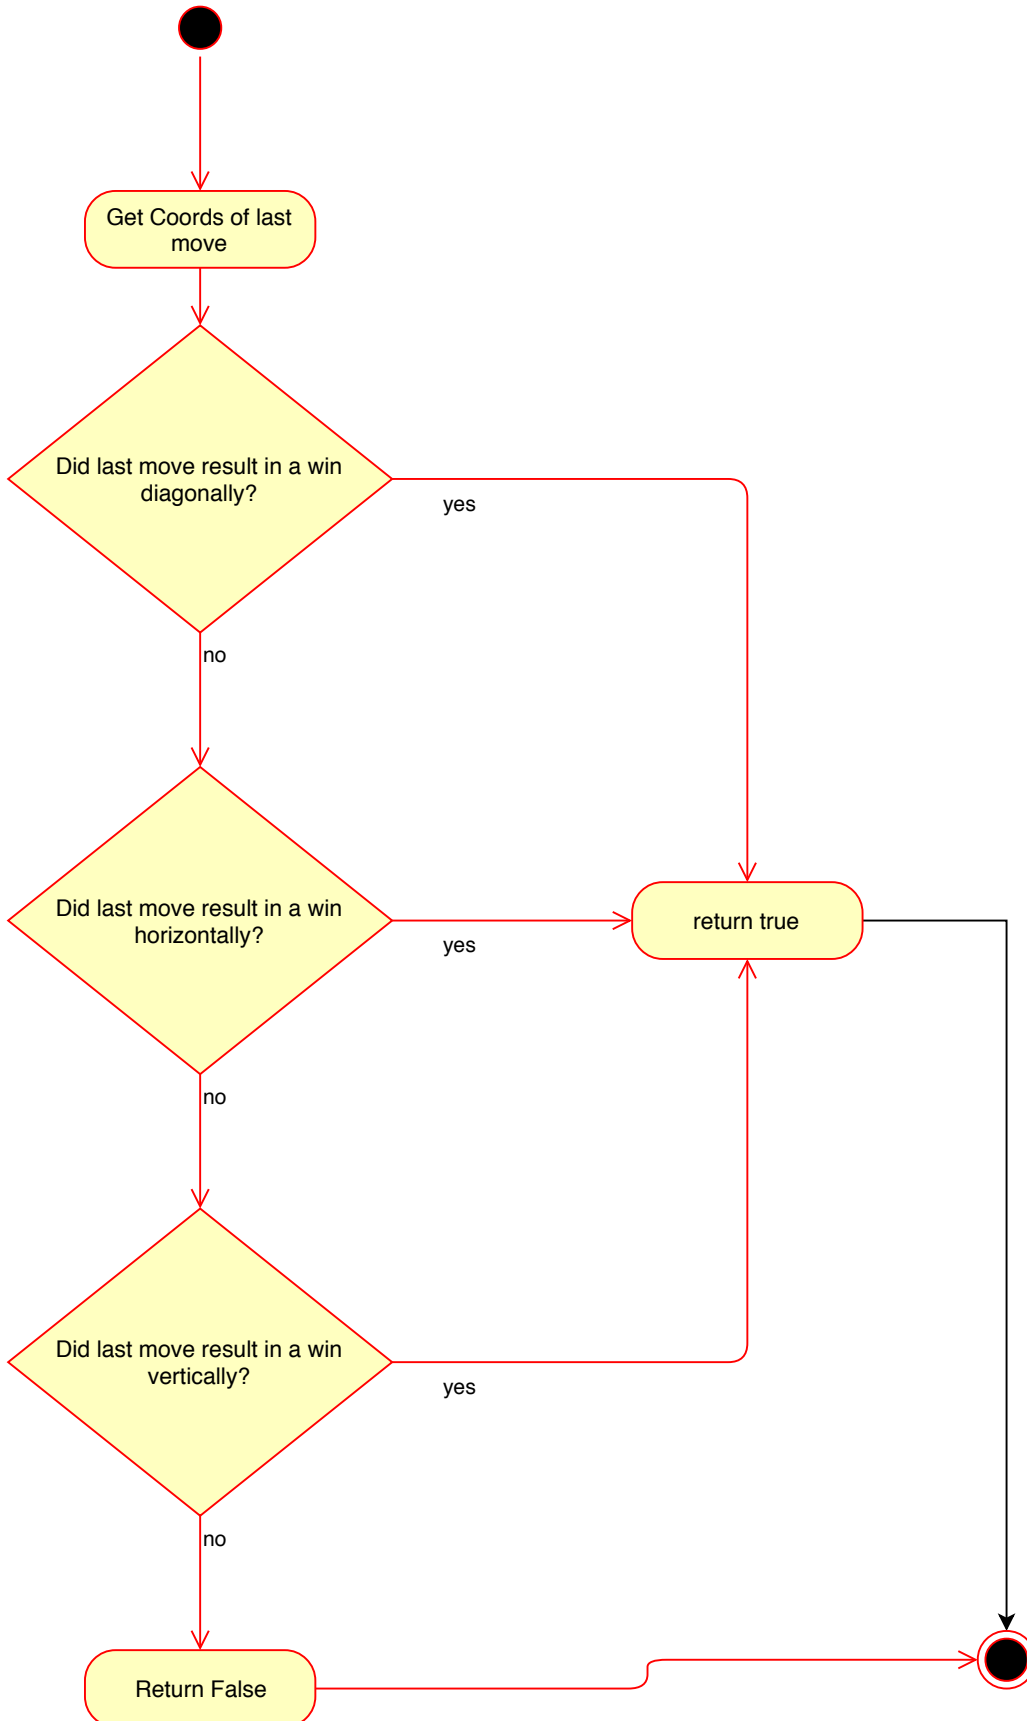 Get Coords of last
move
Did last move result in a win
diagonally?
yes
no
Did last move result in a win
horizontally?
yes
return true
no
Did last move result in a win
vertically?
yes
no
Return False